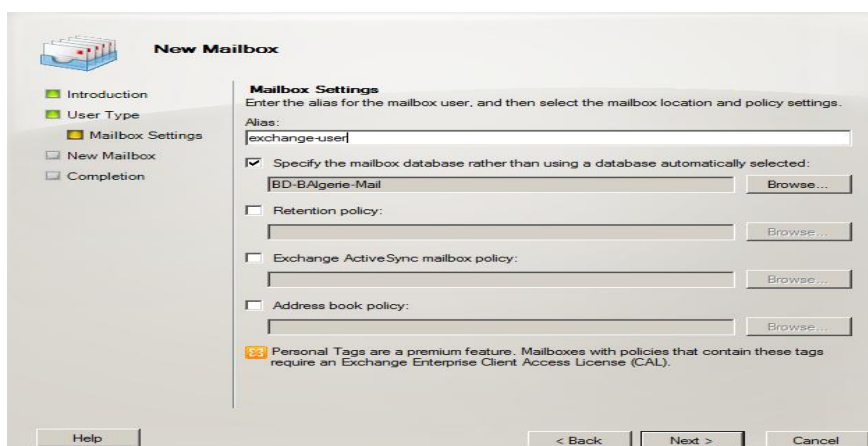 New Mailbox
Introduction
User Type
Mailbox Settings
New Mailbox
Completion
Mailbox Settings
Enter the alias for the mailbox user, and then select the mailbox location and policy settings.
Alias:
exchange-user
Specify the mailbox database rather than using a database automatically selected:
BD-BAlgerie-Mail
Browse...
Retention policy:
Browse...
Exchange ActiveSync mailbox policy:
Browse...
Address book policy:
Browse...
Personal Tags are a premium feature. Mailboxes with policies that contain these tags
require an Exchange Enterprise Client Access License (CAL).
Help
< Back
Next >
Cancel